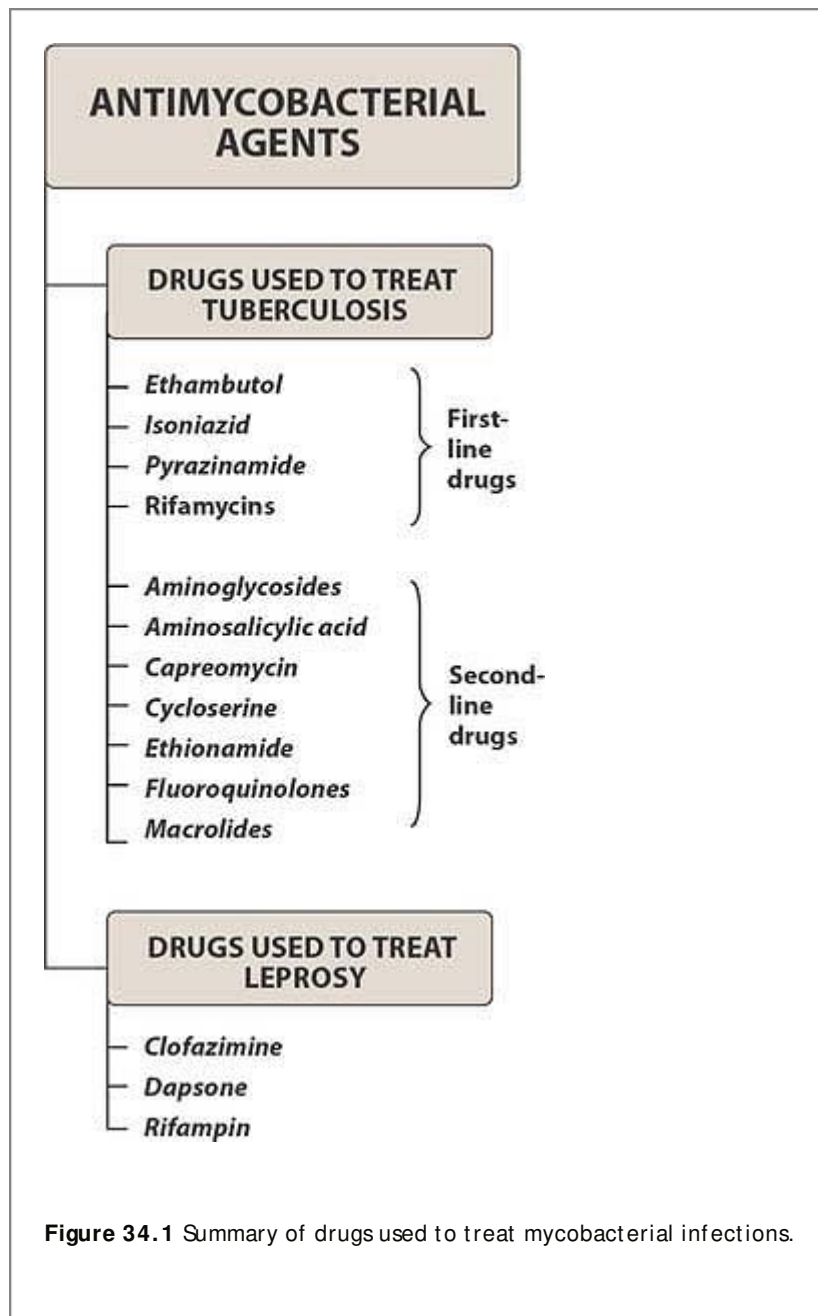 ANTIMYCOBACTERIAL
AGENTS
DRUGS USED TO TREAT
TUBERCULOSIS
Ethambutol
Isoniazid
Pyrazinamide
Rifamycins
First-
line
drugs
Aminoglycosides
Aminosalicylic acid
Capreomycin
Cycloserine
Ethionamide
Fluoroquinolones
Macrolides
Second-
line
drugs
DRUGS USED TO TREAT
LEPROSY
Clofazimine
Dapsone
Rifampin
Figure 34.1 Summary of drugs used to treat mycobacterial infections.